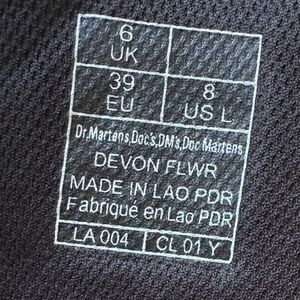 6
UK
39
EU
8
US L
Dr.Martens,Doc's,DM's,Doc Martens
DEVON FLWR
MADE IN LAO PDR
Fabriqué en Lao PDR
LA 004 CL 01 Y